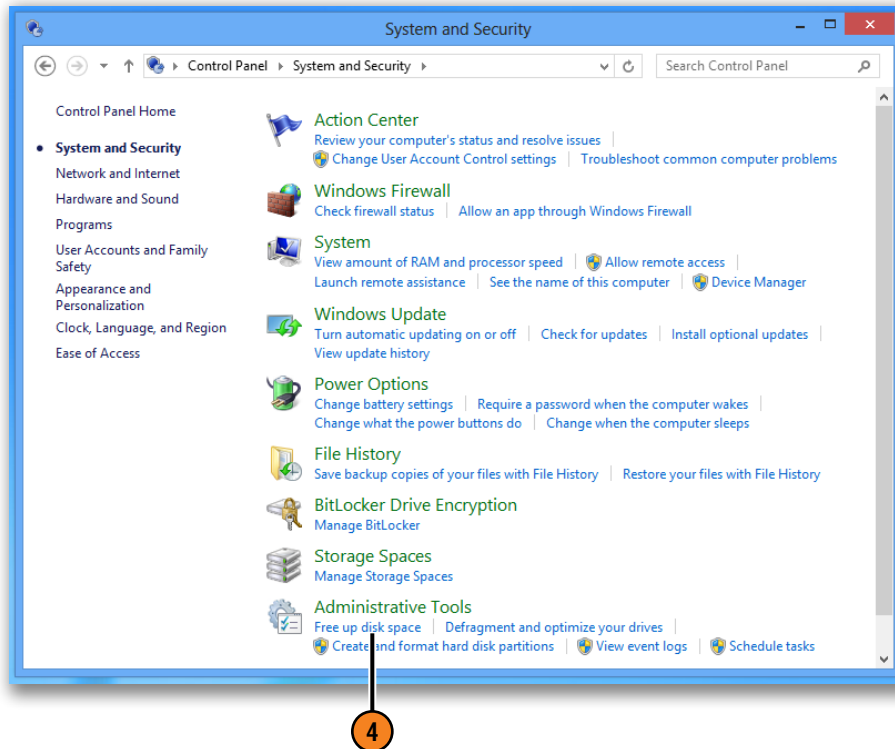 System and Security
Control Panel System and Security
Search Control Panel
Control Panel Home
System and Security
Network and Internet
Hardware and Sound
Programs
User Accounts and Family
Safety
Appearance and
Personalization
Clock, Language, and Region
Ease of Access
Action Center
Review your computer's status and resolve issues
Change User Account Control settings
Troubleshoot common computer problems
Windows Firewall
Check firewall status
Allow an app through Windows Firewall
System
View amount of RAM and processor speed
Allow remote access
Launch remote assistance
See the name of this computer
Device Manager
Windows Update
Turn automatic updating on or off
Check for updates
Install optional updates
View update history
Power Options
Change battery settings
Require a password when the computer wakes
Change what the power buttons do
Change when the computer sleeps
File History
Save backup copies of your files with File History
Restore your files with File History
BitLocker Drive Encryption
Manage BitLocker
Storage Spaces
Manage Storage Spaces
Administrative Tools
Free up disk space
Defragment and optimize your drives
Create and format hard disk partitions
View event logs
Schedule tasks
4